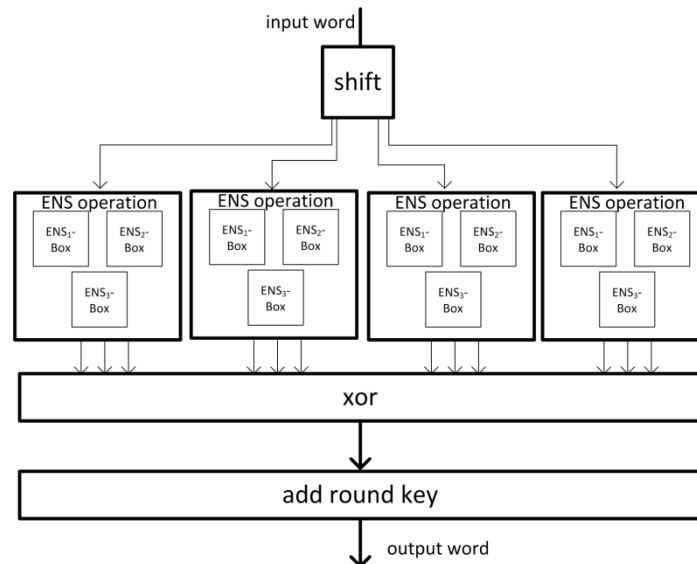 input word
shift
ENS operation
ENS₁-
Box
ENS₂-
Box
ENS₃-
Box
ENS operation
ENS₁-
Box
ENS₂-
Box
ENS₃-
Box
ENS operation
ENS₁-
Box
ENS₂-
Box
ENS₃-
Box
ENS operation
ENS₁-
Box
ENS₂-
Box
ENS₃-
Box
xor
add round key
output word